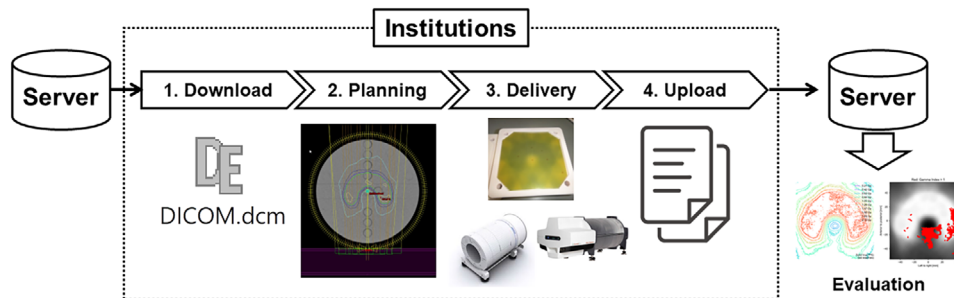 Institutions
Server
1. Download
2. Planning
3. Delivery
4. Upload
Server
DE
DICOM.dcm
Evaluation